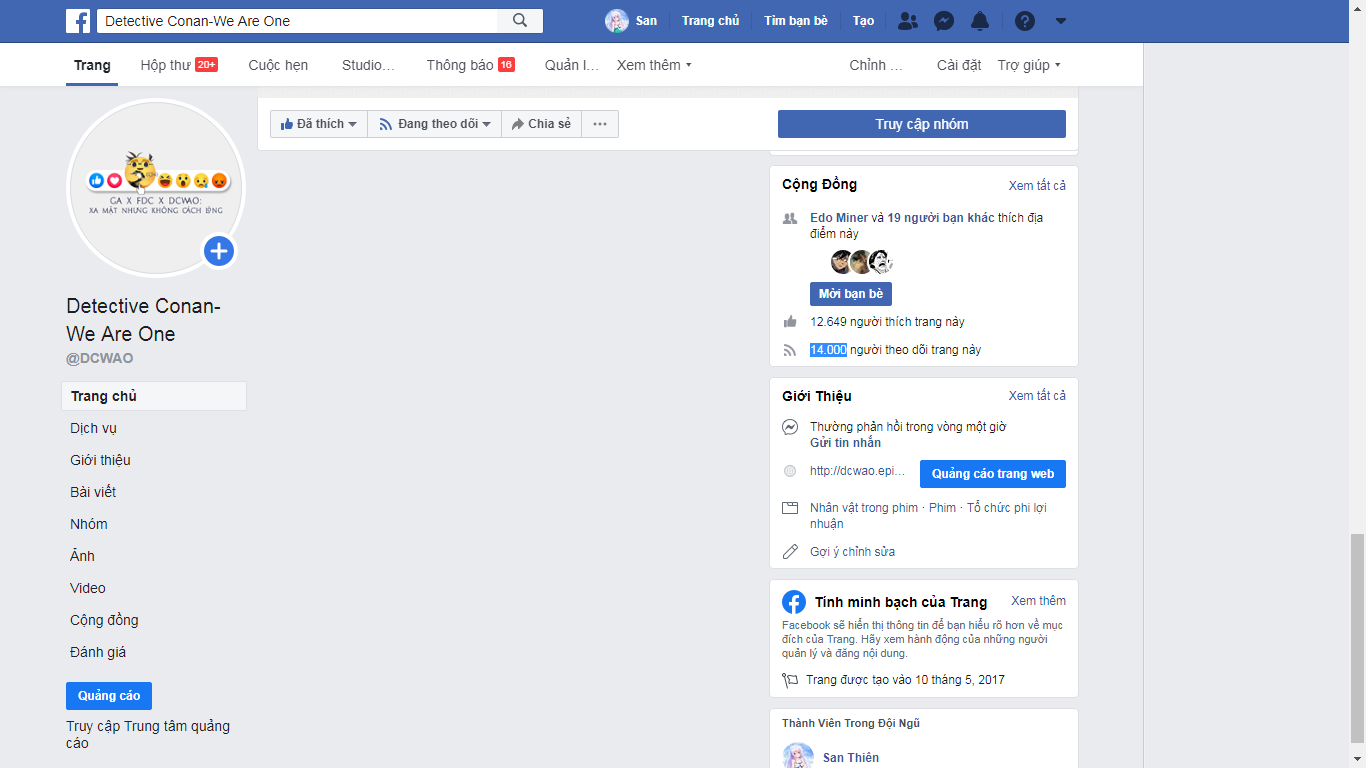 Detective Conan-We Are One
San
Trang chủ
Tìm bạn bè
Tạo
Trang
Hộp thư 20+
Cuộc hẹn
Studio...
Thông báo 16
Quản l...
Xem thêm
Chỉnh ...
Cài đặt
Trợ giúp
GA X FDC X DCWAO:
XA MẶT NHƯNG KHÔNG CÁCH LÒNG
Detective Conan-
We Are One
@DCWAO
Trang chủ
Dịch vụ
Giới thiệu
Bài viết
Nhóm
Ảnh
Video
Cộng đồng
Đánh giá
Quảng cáo
Truy cập Trung tâm quảng
cáo
Đã thích
Đang theo dõi
Chia sẻ
Truy cập nhóm
Cộng Đồng
Xem tất cả
Edo Miner và 19 người bạn khác thích địa
điểm này
Mời bạn bè
12.649 người thích trang này
14.000 người theo dõi trang này
Giới Thiệu
Xem tất cả
Thường phản hồi trong vòng một giờ
Gửi tin nhắn
http://dcwao.epi...
Quảng cáo trang web
Nhân vật trong phim · Phim · Tổ chức phi lợi
nhuận
Gợi ý chỉnh sửa
Tính minh bạch của Trang
Xem thêm
Facebook sẽ hiển thị thông tin để bạn hiểu rõ hơn về mục
đích của Trang. Hãy xem hành động của những người
quản lý và đăng nội dung.
Trang được tạo vào 10 tháng 5, 2017
Thành Viên Trong Đội Ngũ
San Thiên